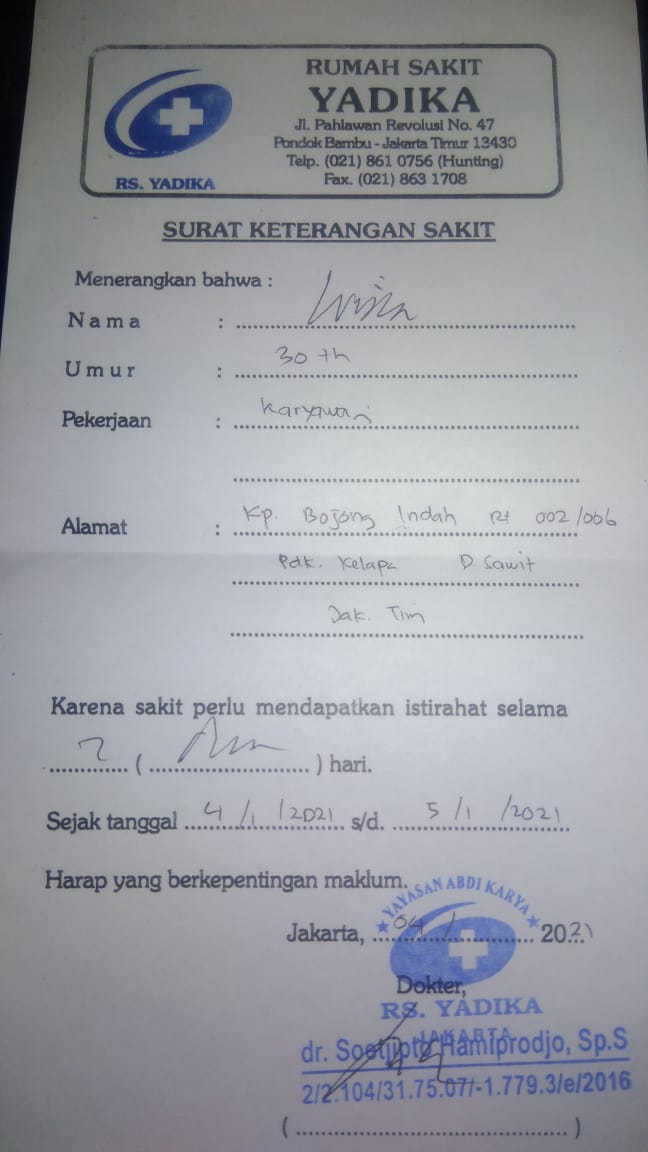 RUMAH SAKIT
YADIKA
Jl. Pahlawan Revolusi No. 47
Pondok Bambu - Jakarta Timur 13430
Telp. (021) 861 0756 (Hunting)
Fax. (021) 863 1708
RS. YADIKA
SURAT KETERANGAN SAKIT
Menerangkan bahwa :
Nama :
Umur : 30 th
Pekerjaan : Karyawan
Alamat : Kp. Bojong Indah Rt 002/006
Pdk. Kelapa D. Sawit
Jak. Tim
Karena sakit perlu mendapatkan istirahat selama
2 ( ) hari.
Sejak tanggal 4/1/2021 s/d. 5/1/2021
Harap yang berkepentingan maklum.
YAYASAN ABDI KARYA
Jakarta, 04/1 2021
Dokter,
RS. YADIKA
JAKARTA
dr. Soetjipto Hamiprodjo, Sp.S
2/2.104/31.75.07/-1.779.3/e/2016
( )